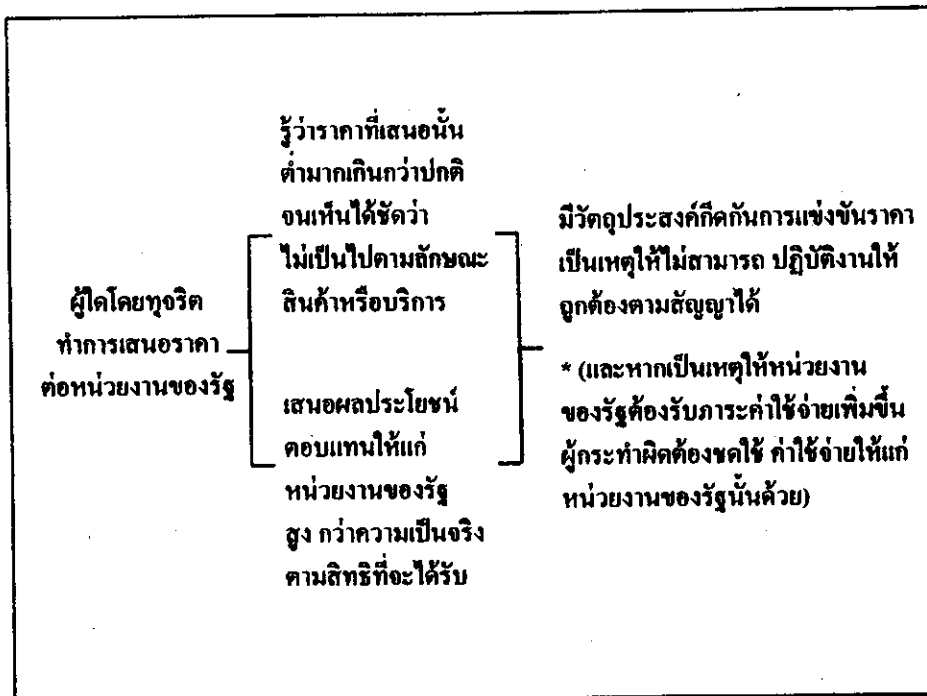 ผู้ใดโดยทุจริต
ทำการเสนอราคา
ต่อหน่วยงานของรัฐ
รู้ว่าราคาที่เสนอนั้น
ต่ำมากเกินกว่าปกติ
จนเห็นได้ชัดว่า
ไม่เป็นไปตามลักษณะ
สินค้าหรือบริการ
เสนอผลประโยชน์
ตอบแทนให้แก่
หน่วยงานของรัฐ
สูง กว่าความเป็นจริง
ตามสิทธิที่จะได้รับ
มีวัตถุประสงค์กีดกันการแข่งขันราคา
เป็นเหตุให้ไม่สามารถ ปฏิบัติงานให้
ถูกต้องตามสัญญาได้
* (และหากเป็นเหตุให้หน่วยงาน
ของรัฐต้องรับภาระค่าใช้จ่ายเพิ่มขึ้น
ผู้กระทำผิดต้องชดใช้ ค่าใช้จ่ายให้แก่
หน่วยงานของรัฐนั้นด้วย)